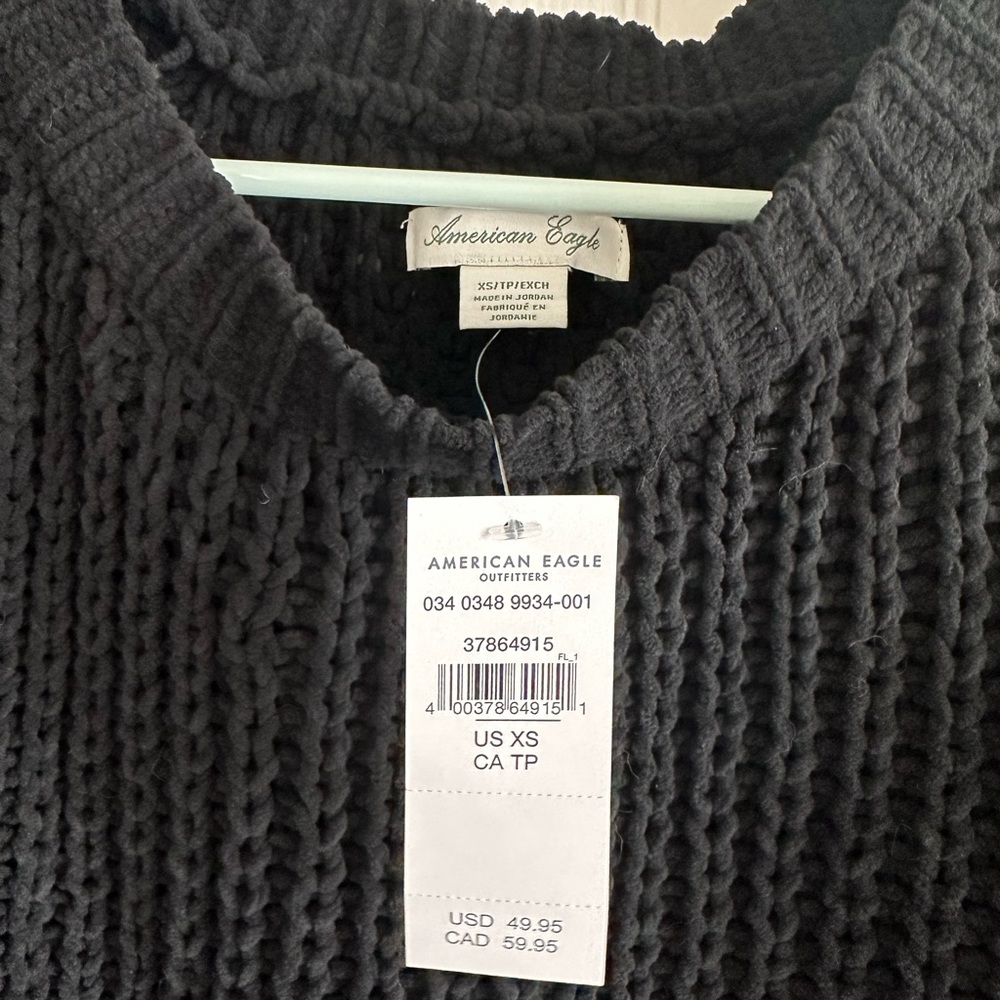 American Eagle
XS/TP/EXCH
MADE IN JORDAN
FABRIQUÉ EN
JORDANIE
AMERICAN EAGLE
OUTFITTERS
034 0348 9934-001
37864915
FL_1
4 00378 64915 1
US XS
CA TP
USD 49.95
CAD 59.95